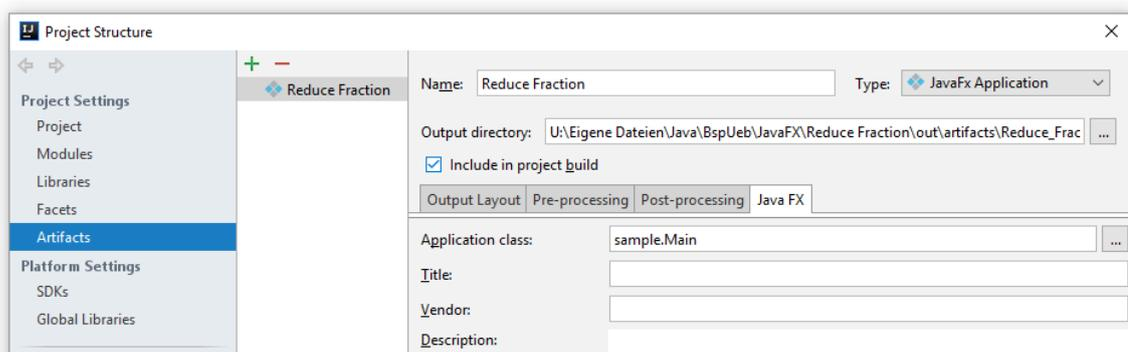 Project Structure
Project Settings
Project
Modules
Libraries
Facets
Artifacts
Platform Settings
SDKs
Global Libraries
Reduce Fraction
Name: Reduce Fraction Type: JavaFx Application
Output directory: U:\Eigene Dateien\Java\BspUeb\JavaFX\Reduce Fraction\out\artifacts\Reduce_Frac ...
Include in project build
Output Layout Pre-processing Post-processing Java FX
Application class: sample.Main ...
Title:
Vendor:
Description: